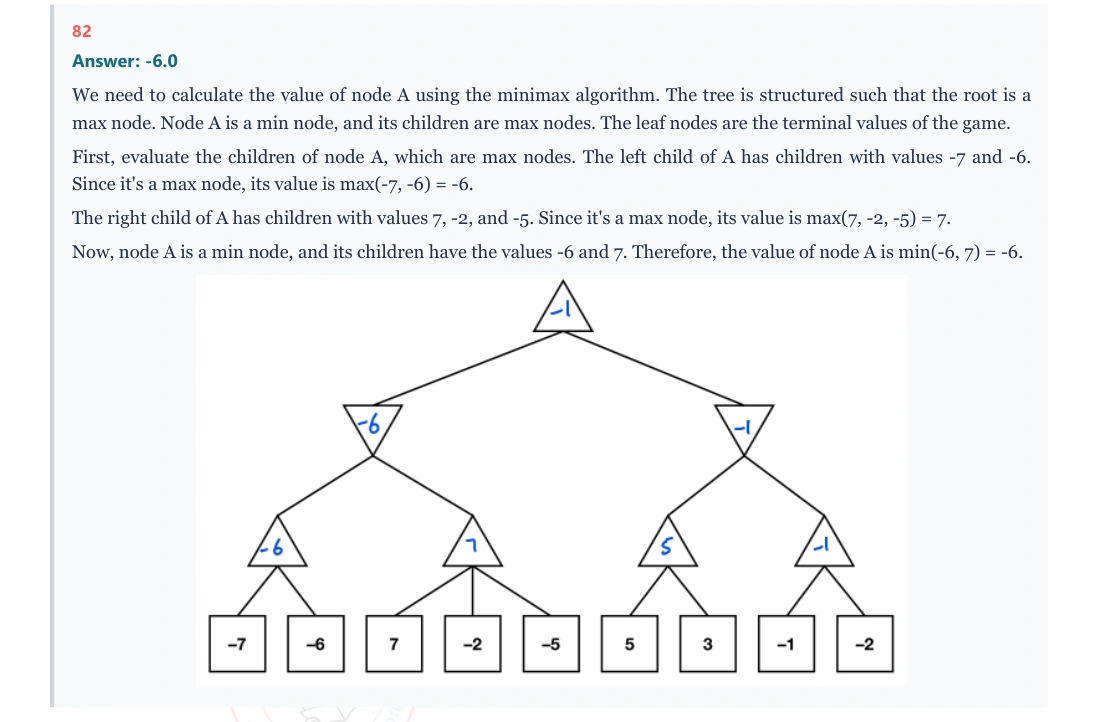 82
Answer: -6.0
We need to calculate the value of node A using the minimax algorithm. The tree is structured such that the root is a
max node. Node A is a min node, and its children are max nodes. The leaf nodes are the terminal values of the game.
First, evaluate the children of node A, which are max nodes. The left child of A has children with values -7 and -6.
Since it's a max node, its value is max(-7, -6) = -6.
The right child of A has children with values 7, -2, and -5. Since it's a max node, its value is max(7, -2, -5) = 7.
Now, node A is a min node, and its children have the values -6 and 7. Therefore, the value of node A is min(-6, 7) = -6.
-1
-6 -1
-6 7 5 -1
-7 -6 7 -2 -5 5 3 -1 -2